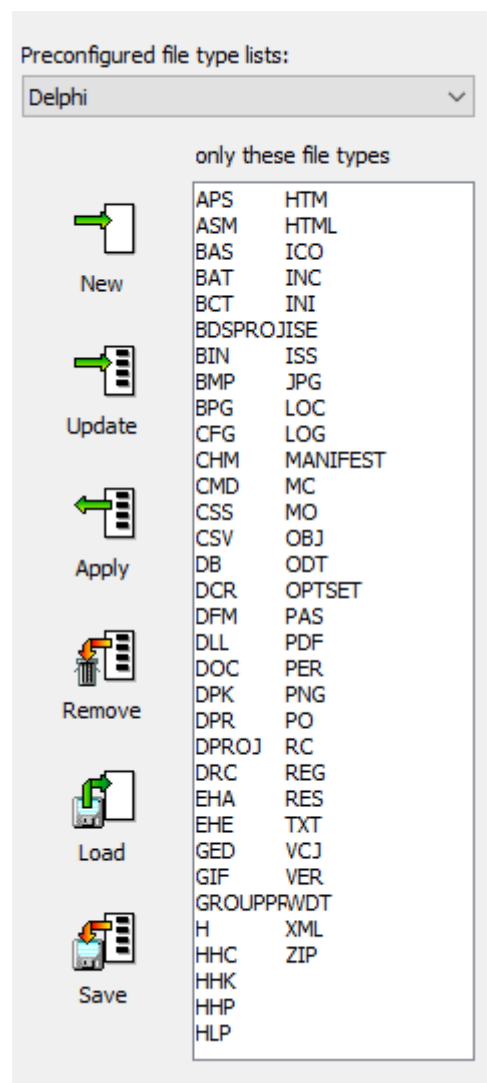 Preconfigured file type lists:
Delphi
only these file types
New
Update
Apply
Remove
Load
Save
APS
ASM
BAS
BAT
BCT
BDSPROJ
BIN
BMP
BPG
CFG
CHM
CMD
CSS
CSV
DB
DCR
DFM
DLL
DOC
DPK
DPR
DPROJ
DRC
EHA
EHE
GED
GIF
GROUPPR
H
HHC
HHK
HHP
HLP
HTM
HTML
ICO
INC
INI
ISE
ISS
JPG
LOC
LOG
MANIFEST
MC
MO
OBJ
ODT
OPTSET
PAS
PDF
PER
PNG
PO
RC
REG
RES
TXT
VCJ
VER
WDT
XML
ZIP